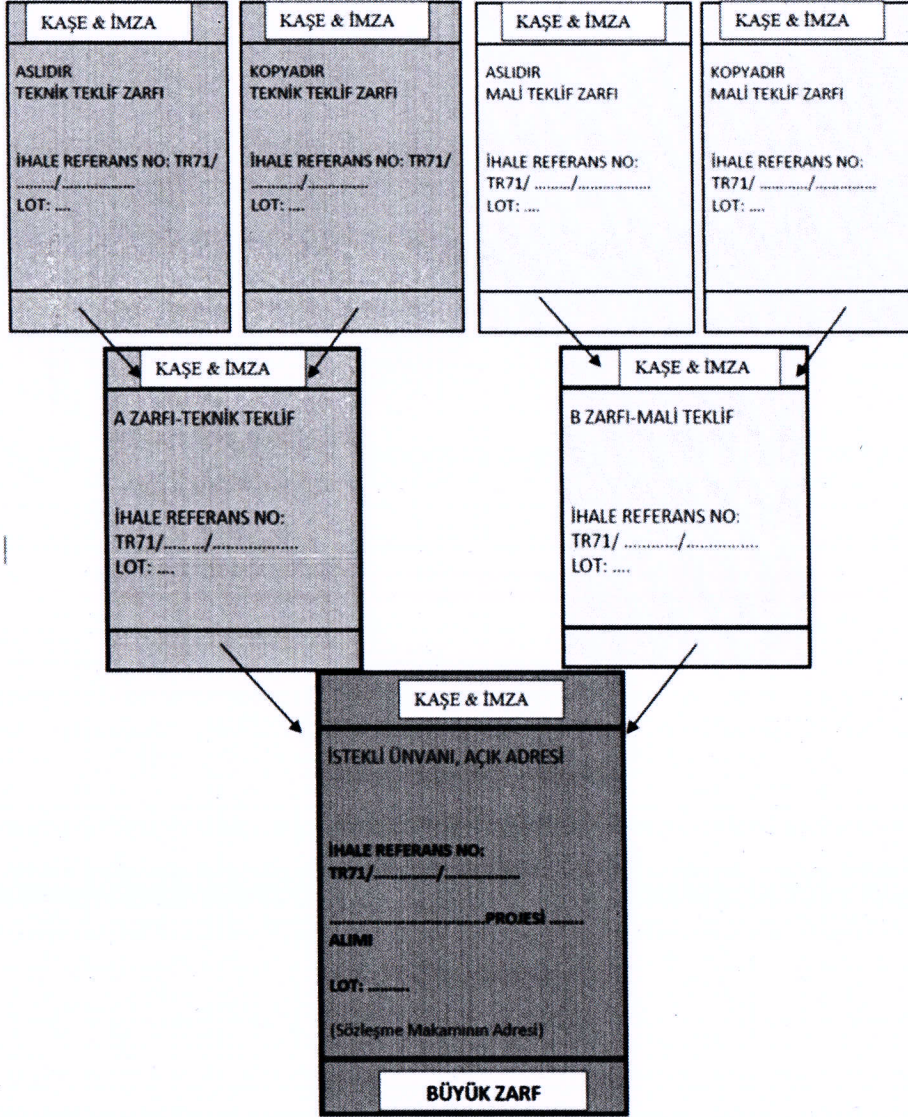 KAŞE & İMZA
ASLIDIR
TEKNİK TEKLİF ZARFI
İHALE REFERANS NO: TR71/
........./.................
LOT: ....
KAŞE & İMZA
KOPYADIR
TEKNİK TEKLİF ZARFI
İHALE REFERANS NO: TR71/
.........../..............
LOT: ....
KAŞE & İMZA
ASLIDIR
MALİ TEKLİF ZARFI
İHALE REFERANS NO:
TR71/ ........./.................
LOT: ....
KAŞE & İMZA
KOPYADIR
MALİ TEKLİF ZARFI
İHALE REFERANS NO:
TR71/ .........../..............
LOT: ....
KAŞE & İMZA
A ZARFI-TEKNİK TEKLİF
İHALE REFERANS NO:
TR71/........./.................
LOT: ....
KAŞE & İMZA
B ZARFI-MALİ TEKLİF
İHALE REFERANS NO:
TR71/ .........../..............
LOT: ....
KAŞE & İMZA
İSTEKLİ ÜNVANI, AÇIK ADRESİ
İHALE REFERANS NO:
TR71/............./................
................................PROJESİ .......
ALIMI
LOT: .........
(Sözleşme Makamının Adresi)
BÜYÜK ZARF